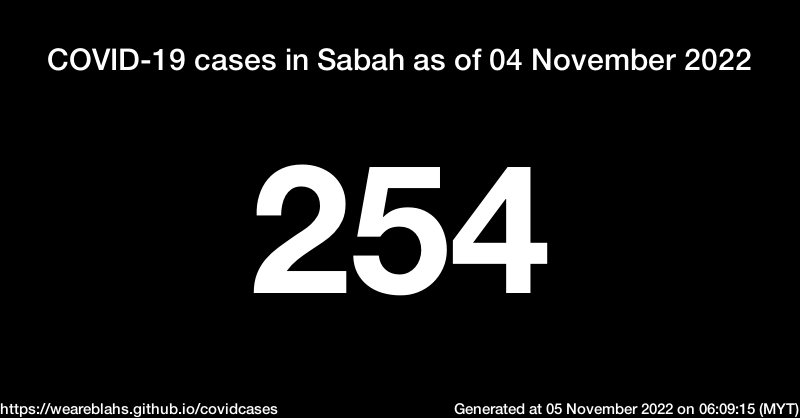 COVID-19 cases in Sabah as of 04 November 2022
254
https://weareblahs.github.io/covidcases
Generated at 05 November 2022 on 06:09:15 (MYT)